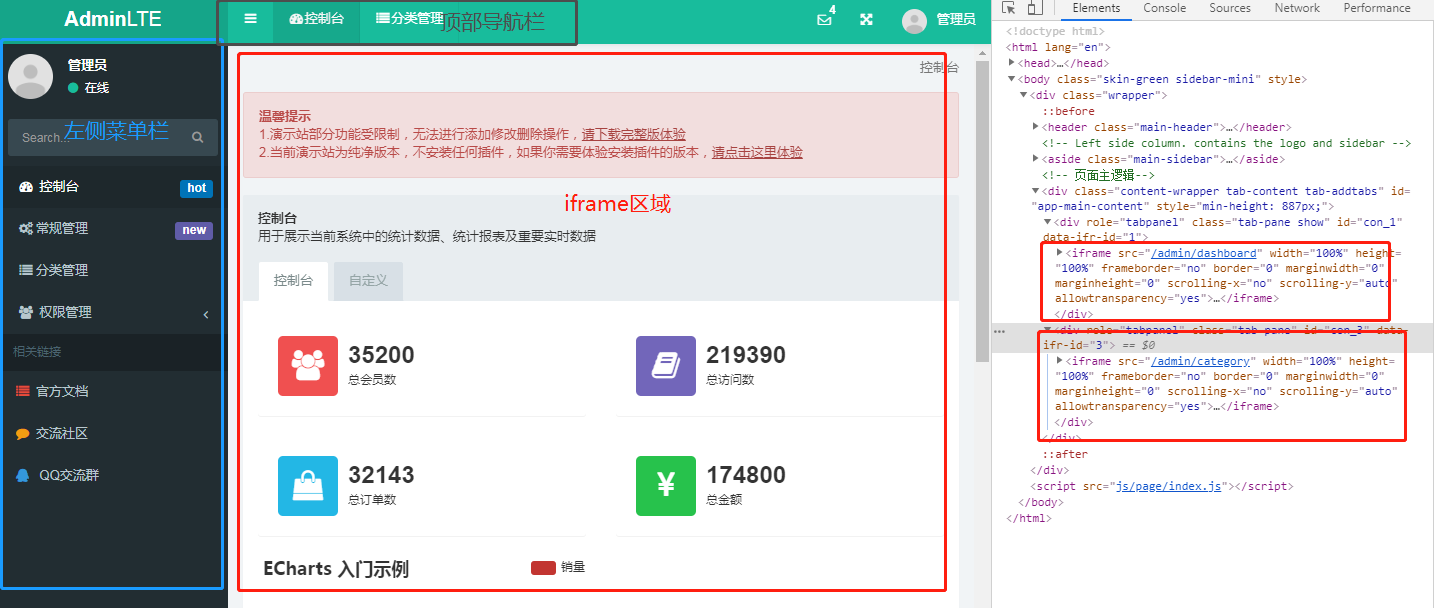 AdminLTE
管理员
在线
Search...
左侧菜单栏
控制台
hot
常规管理
new
分类管理
权限管理
相关链接
官方文档
交流社区
QQ交流群
控制台
分类管理
顶部导航栏
4
管理员
控制台
温馨提示
1.演示站部分功能受限制，无法进行添加修改删除操作，请下载完整版体验
2.当前演示站为纯净版本，不安装任何插件，如果你需要体验安装插件的版本，请点击这里体验
iframe区域
控制台
用于展示当前系统中的统计数据、统计报表及重要实时数据
控制台 自定义
35200
总会员数
219390
总访问数
32143
总订单数
¥
174800
总金额
ECharts 入门示例
销量
Elements Console Sources Network Performance
<!doctype html>
<html lang="en">
<head>…</head>
<body class="skin-green sidebar-mini" style>
<div class="wrapper">
::before
<header class="main-header">…</header>
<!-- Left side column. contains the logo and sidebar -->
<aside class="main-sidebar">…</aside>
<!-- 页面主逻辑-->
<div class="content-wrapper tab-content tab-addtabs" id=
"app-main-content" style="min-height: 887px;">
<div role="tabpanel" class="tab-pane show" id="con_1"
data-ifr-id="1">
<iframe src="/admin/dashboard" width="100%" height=
"100%" frameborder="no" border="0" marginwidth="0"
marginheight="0" scrolling-x="no" scrolling-y="auto"
allowtransparency="yes">…</iframe>
</div>
<div role="tabpanel" class="tab-pane" id="con_3" data-
ifr-id="3"> == $0
<iframe src="/admin/category" width="100%" height=
"100%" frameborder="no" border="0" marginwidth="0"
marginheight="0" scrolling-x="no" scrolling-y="auto"
allowtransparency="yes">…</iframe>
</div>
</div>
::after
</div>
<script src="js/page/index.js"></script>
</body>
</html>